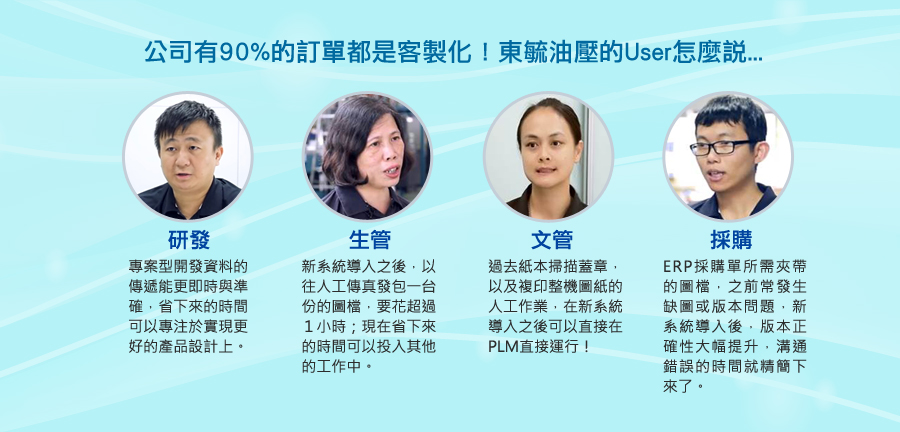 公司有90%的訂單都是客製化！東毓油壓的User怎麼説...
研發
專案型開發資料的
傳遞能更即時與準
確，省下來的時間
可以專注於實現更
好的產品設計上。
生管
新系統導入之後，以
往人工傳真發包一台
份的圖檔，要花超過
1小時；現在省下來
的時間可以投入其他
的工作中。
文管
過去紙本掃描蓋章，
以及複印整機圖紙的
人工作業，在新系統
導入之後可以直接在
PLM直接運行！
採購
ERP採購單所需夾帶
的圖檔，之前常發生
缺圖或版本問題，新
系統導入後，版本正
確性大幅提升，溝通
錯誤的時間就精簡下
來了。